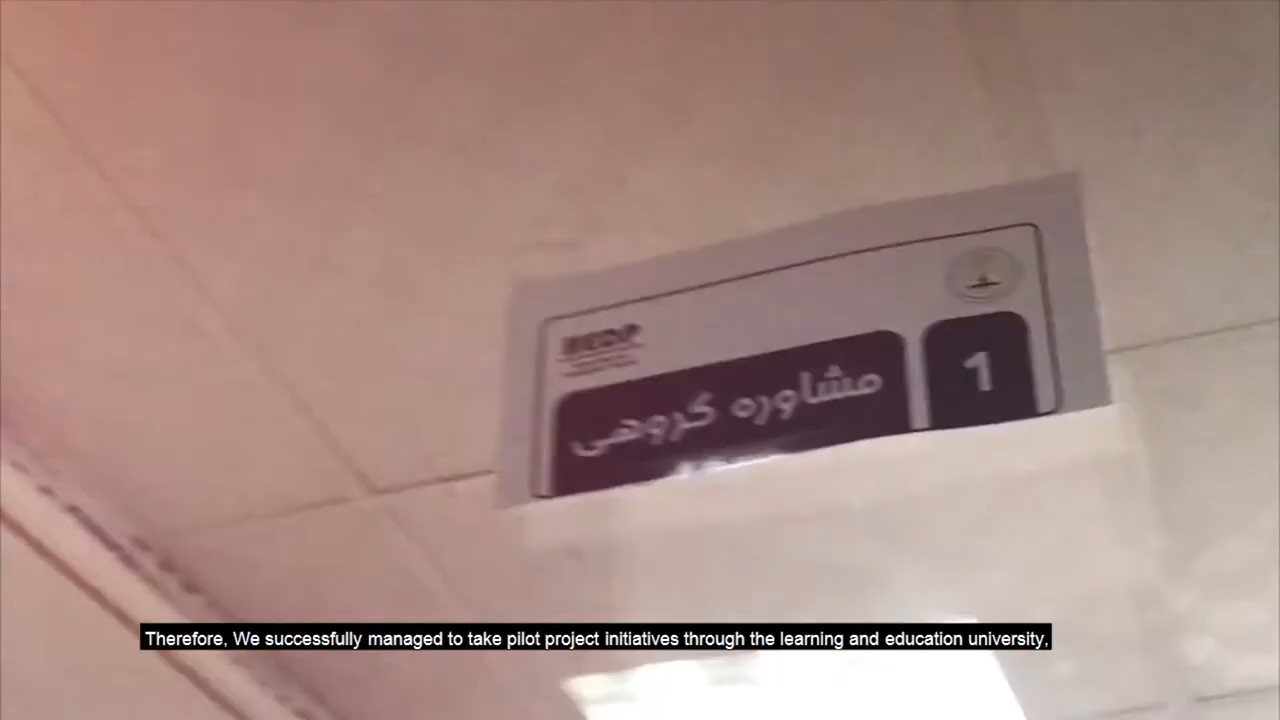 مشاوره گروهی
1
Therefore, We successfully managed to take pilot project initiatives through the learning and education university,